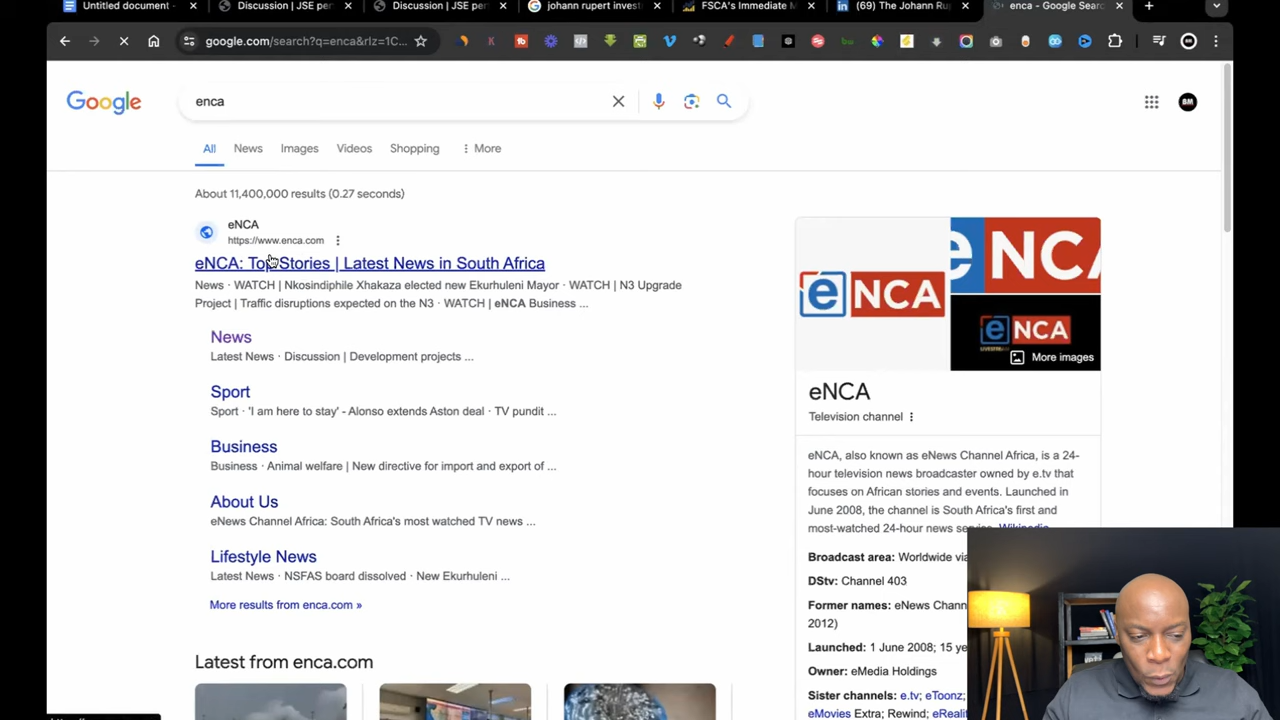 Untitled document
Discussion | JSE per
Discussion | JSE per
johann rupert invest
FSCA's Immediate M
(69) The Johann Ru
enca - Google Sear
google.com/search?q=enca&rlz=1C...
Google
enca
BM
All
News
Images
Videos
Shopping
More
About 11,400,000 results (0.27 seconds)
eNCA
https://www.enca.com
eNCA: Top Stories | Latest News in South Africa
News · WATCH | Nkosindiphile Xhakaza elected new Ekurhuleni Mayor · WATCH | N3 Upgrade
Project | Traffic disruptions expected on the N3 · WATCH | eNCA Business ...
News
Latest News · Discussion | Development projects ...
Sport
Sport · 'I am here to stay' - Alonso extends Aston deal · TV pundit ...
Business
Business · Animal welfare | New directive for import and export of ...
About Us
eNews Channel Africa: South Africa's most watched TV news ...
Lifestyle News
Latest News · NSFAS board dissolved · New Ekurhuleni ...
More results from enca.com »
Latest from enca.com
eNCA
eNCA
eNCA
More images
eNCA
Television channel
eNCA, also known as eNews Channel Africa, is a 24-
hour television news broadcaster owned by e.tv that
focuses on African stories and events. Launched in
June 2008, the channel is South Africa's first and
most-watched 24-hour news service. Wikipedia
Broadcast area: Worldwide via
DStv: Channel 403
Former names: eNews Chann
2012)
Launched: 1 June 2008; 15 ye
Owner: eMedia Holdings
Sister channels: e.tv; eToonz;
eMovies Extra; Rewind; eReali